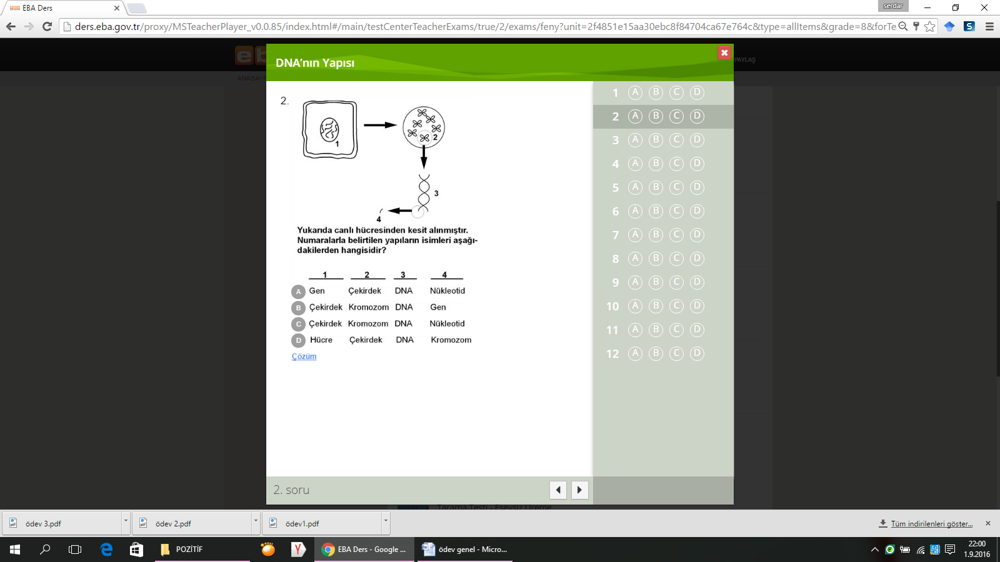 EBA Ders
serdar
ders.eba.gov.tr/proxy/MSTeacherPlayer_v0.0.85/index.html#/main/testCenterTeacherExams/true/2/exams/feny?unit=2f4851e15aa30ebc8f84704ca67e764c&type=allItems&grade=8&forTe
PAYLAŞ
DNA’nın Yapısı
2.
1
2
3
4
Yukarıda canlı hücresinden kesit alınmıştır.
Numaralarla belirtilen yapıların isimleri aşağı-
dakilerden hangisidir?
1 2 3 4
A Gen Çekirdek DNA Nükleotid
B Çekirdek Kromozom DNA Gen
C Çekirdek Kromozom DNA Nükleotid
D Hücre Çekirdek DNA Kromozom
Çözüm
1 A B C D
2 A B C D
3 A B C D
4 A B C D
5 A B C D
6 A B C D
7 A B C D
8 A B C D
9 A B C D
10 A B C D
11 A B C D
12 A B C D
2. soru
Tarama Testi - Eşeysiz Üreme
ödev 3.pdf
ödev 2.pdf
ödev1.pdf
Tüm indirilenleri göster...
POZİTİF
EBA Ders - Google ...
ödev genel - Micro...
22:00
1.9.2016